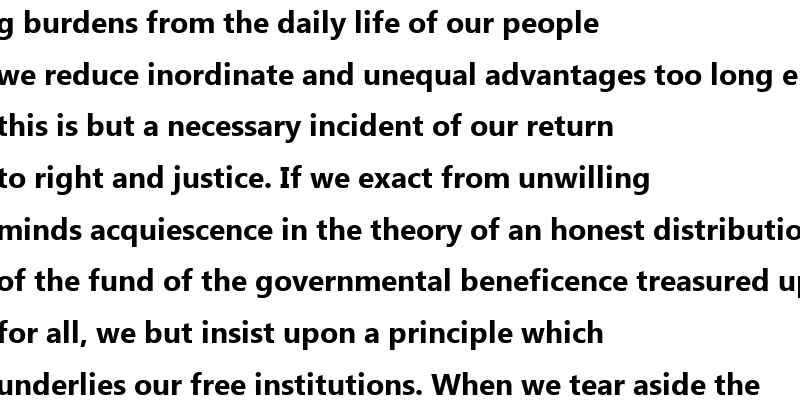 burdens from the daily life of our people
we reduce inordinate and unequal advantages too long
this is but a necessary incident of our return
to right and justice. If we exact from unwilling
minds acquiescence in the theory of an honest
of the fund of the governmental beneficence treasured
for all, we but insist upon a principle which
underlies our free institutions. When we tear aside the